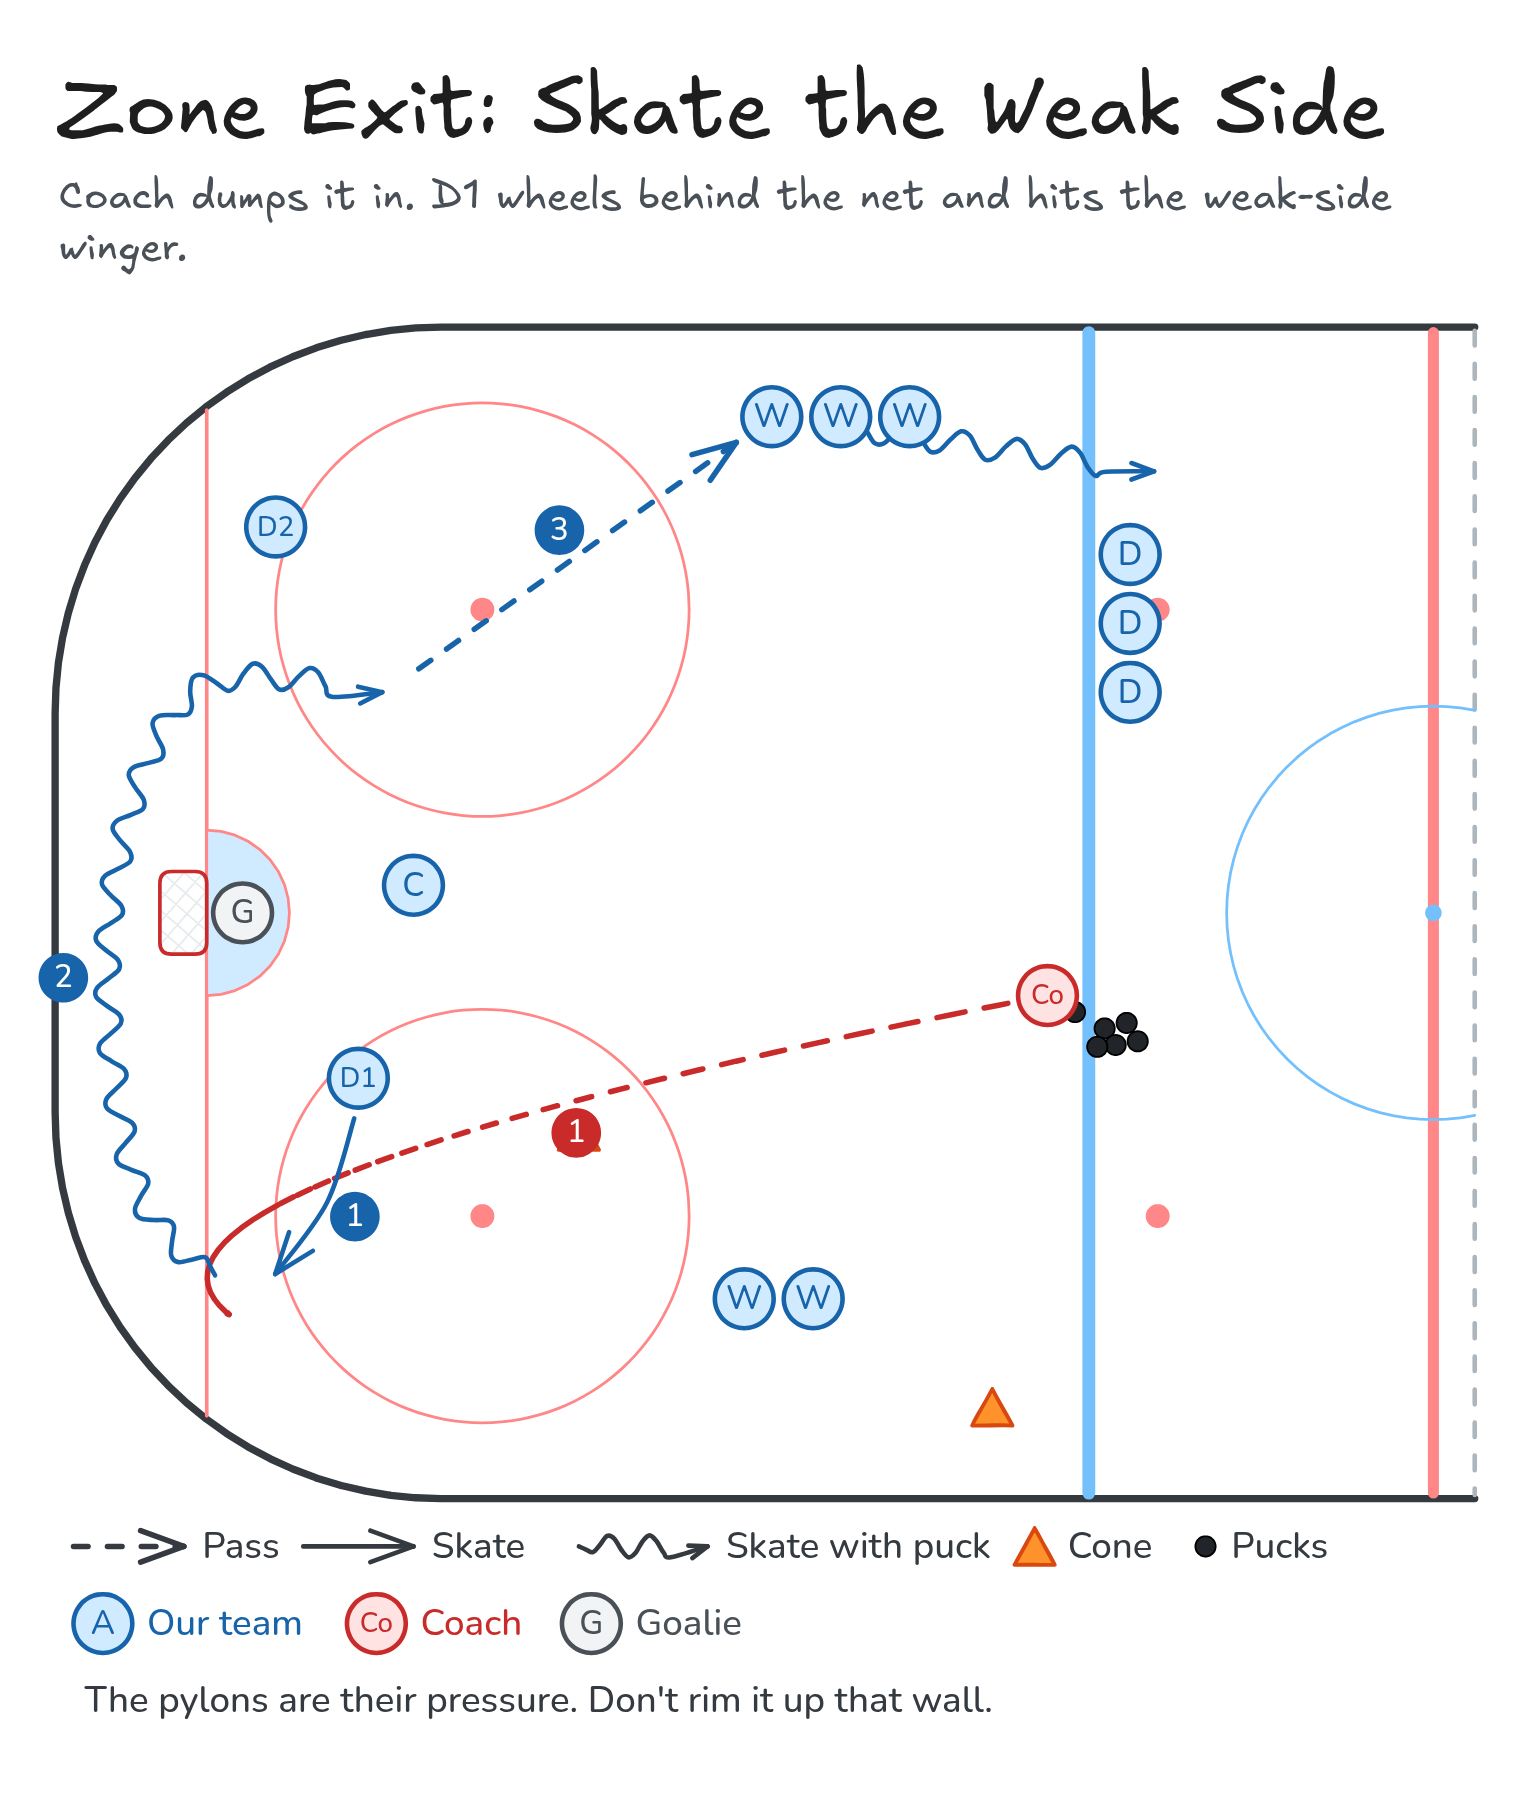 Zone Exit: Skate the Weak Side
Coach dumps it in. D1 wheels behind the net and hits the weak-side
winger.
W W W
D2
3
D
D
D
C
G
2
Co
D1
1
1
W W
Pass Skate Skate with puck Cone Pucks
A Our team Co Coach G Goalie
The pylons are their pressure. Don't rim it up that wall.